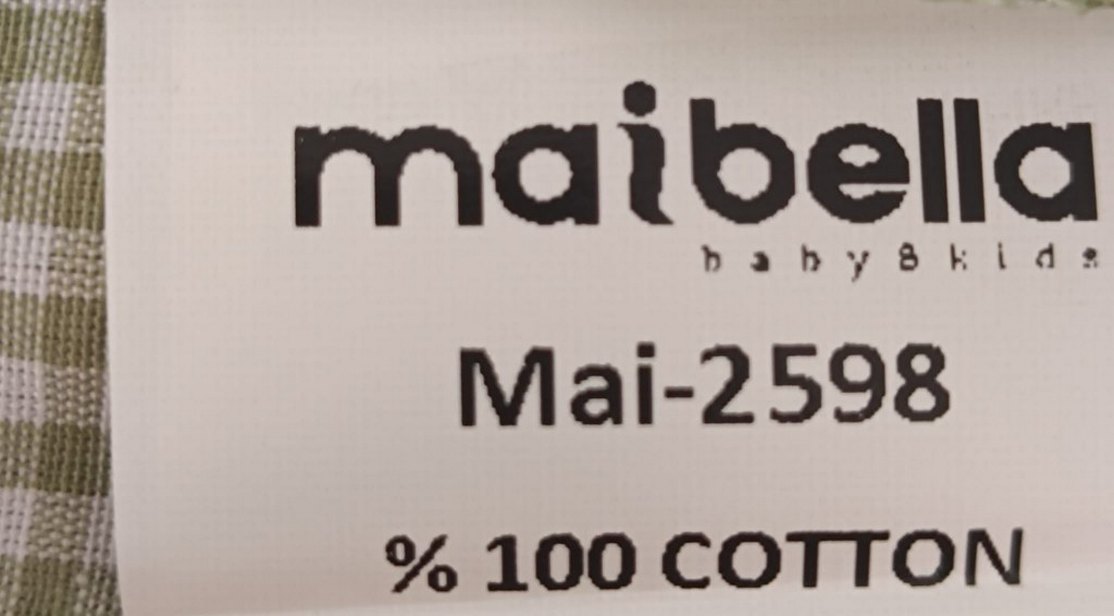 maibella
baby&kids
Mai-2598
% 100 COTTON